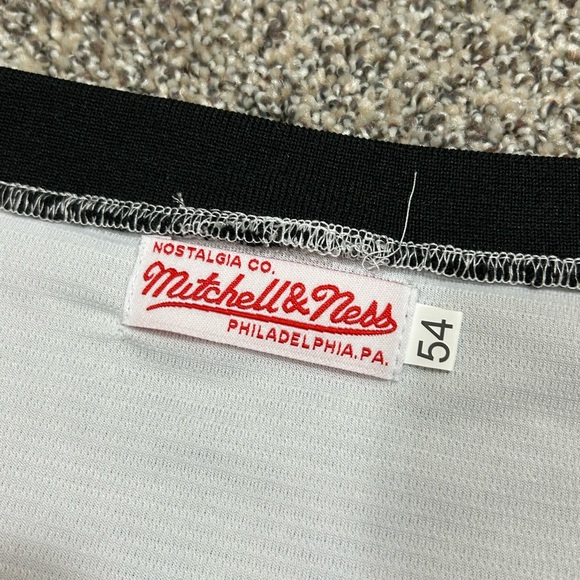 NOSTALGIA CO.
Mitchell & Ness
PHILADELPHIA, PA.
54